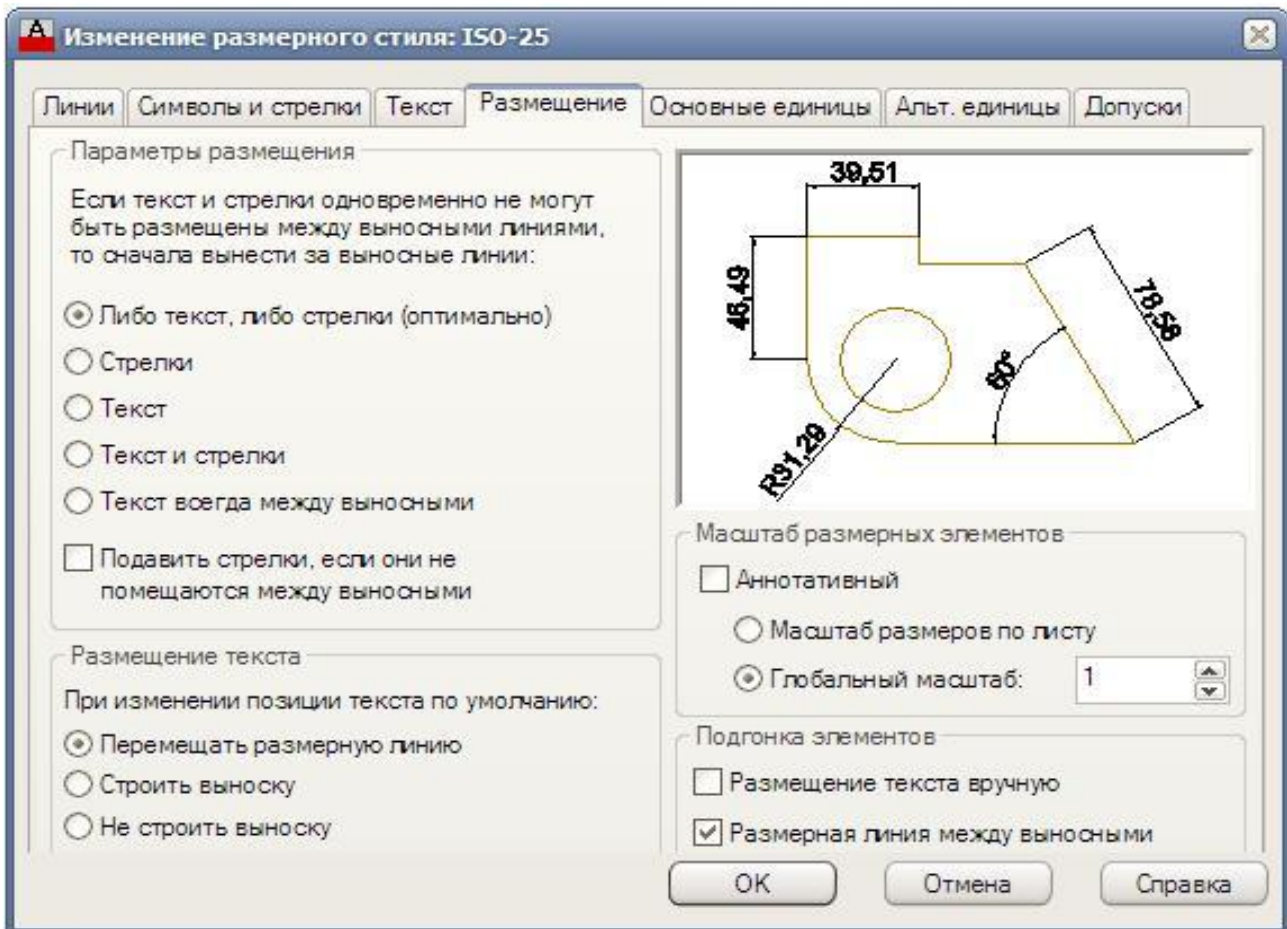 Изменение размерного стиля: ISO-25
Линии
Символы и стрелки
Текст
Размещение
Основные единицы
Альт. единицы
Допуски
Параметры размещения
Если текст и стрелки одновременно не могут
быть размещены между выносными линиями,
то сначала вынести за выносные линии:
Либо текст, либо стрелки (оптимально)
Стрелки
Текст
Текст и стрелки
Текст всегда между выносными
Подавить стрелки, если они не
помещаются между выносными
Размещение текста
При изменении позиции текста по умолчанию:
Перемещать размерную линию
Строить выноску
Не строить выноску
39,51
46,49
78,58
60°
R31,29
Масштаб размерных элементов
Аннотативный
Масштаб размеров по листу
Глобальный масштаб:
1
Подгонка элементов
Размещение текста вручную
Размерная линия между выносными
OK
Отмена
Справка